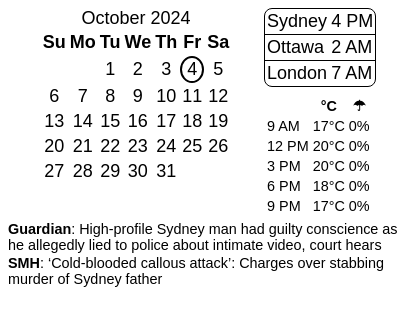 October 2024
Su Mo Tu We Th Fr Sa
1 2 3 4 5
6 7 8 9 10 11 12
13 14 15 16 17 18 19
20 21 22 23 24 25 26
27 28 29 30 31
Sydney 4 PM
Ottawa 2 AM
London 7 AM
°C ☂
9 AM 17°C 0%
12 PM 20°C 0%
3 PM 20°C 0%
6 PM 18°C 0%
9 PM 17°C 0%
Guardian: High-profile Sydney man had guilty conscience as
he allegedly lied to police about intimate video, court hears
SMH: ‘Cold-blooded callous attack’: Charges over stabbing
murder of Sydney father